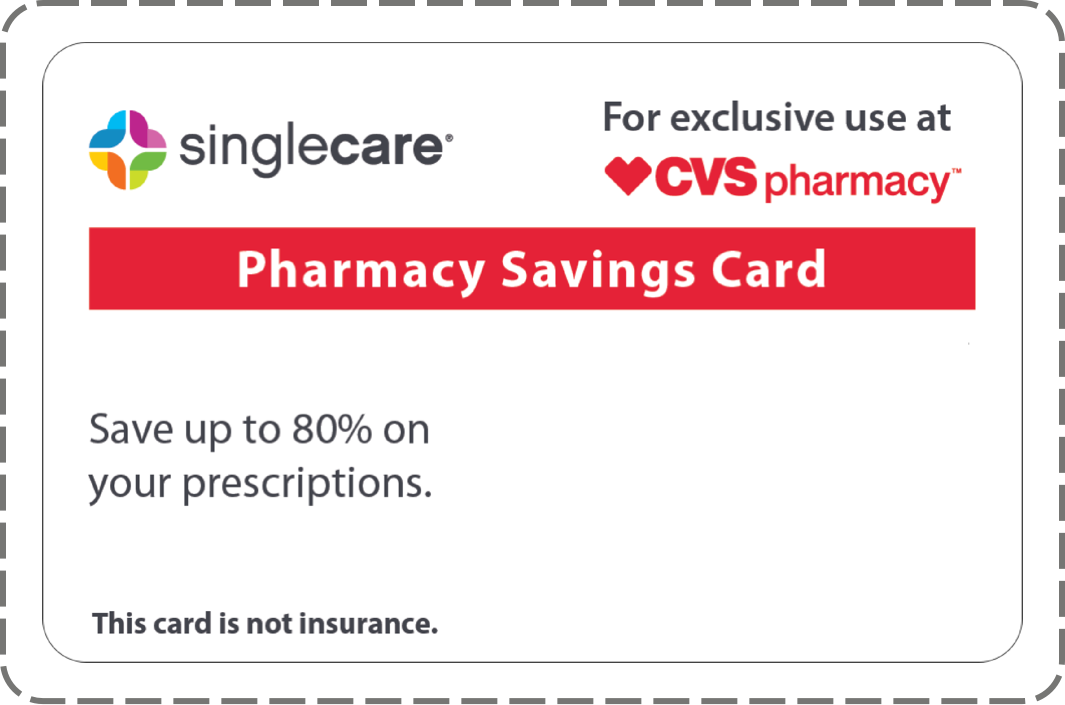 singlecare®
For exclusive use at
CVS pharmacy™
Pharmacy Savings Card
Save up to 80% on
your prescriptions.
This card is not insurance.